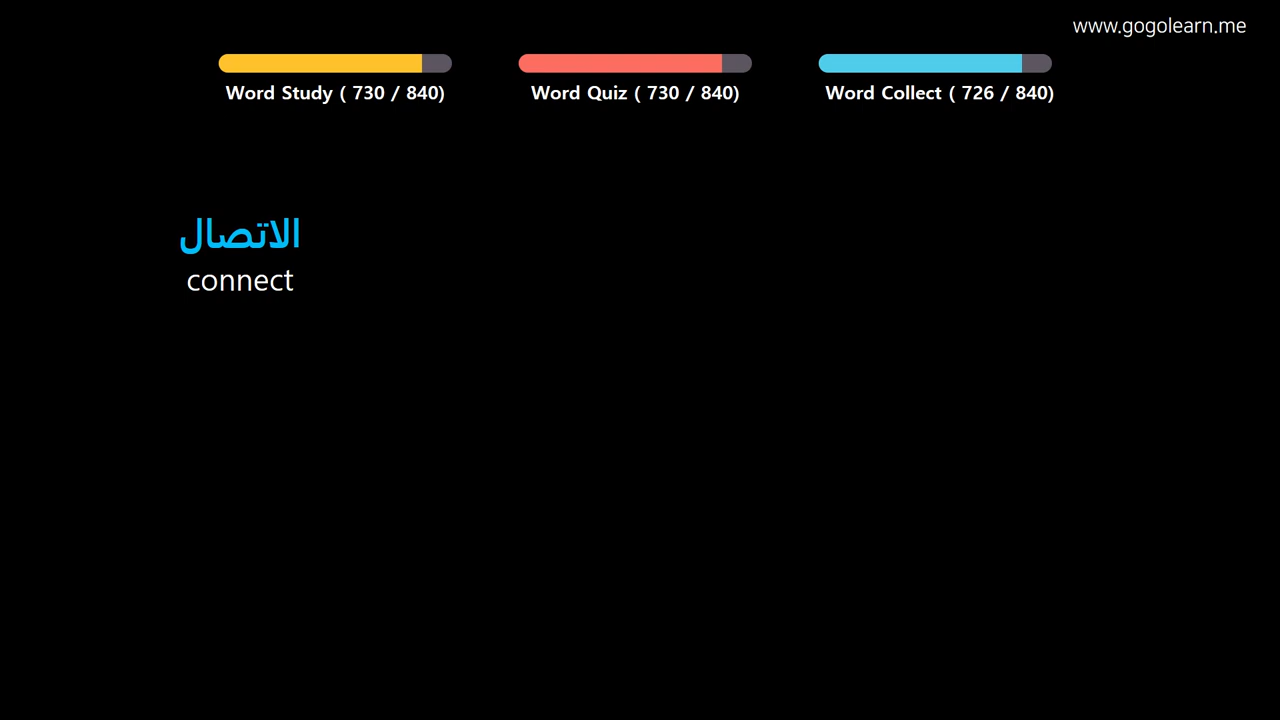 www.gogolearn.me
Word Study ( 730 / 840)
Word Quiz ( 730 / 840)
Word Collect ( 726 / 840)
الاتصال
connect